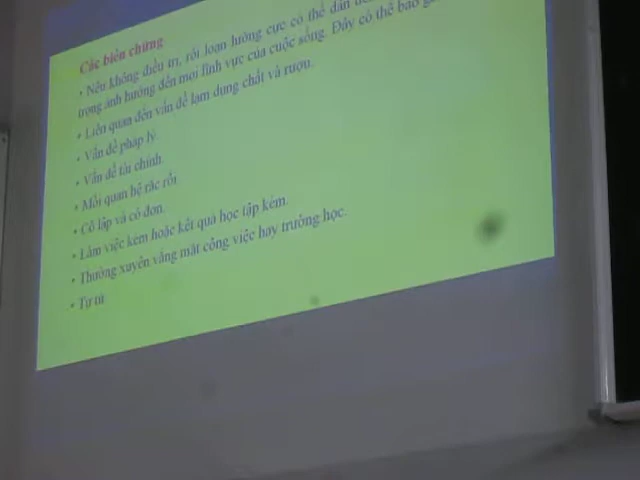 Các biến chứng
• Nếu không điều trị, rối loạn lưỡng cực có thể dẫn
trọng ảnh hưởng đến mọi lĩnh vực của cuộc sống. Đây có thể bao
• Liên quan đến vấn đề lạm dụng chất và rượu.
• Vấn đề pháp lý.
• Vấn đề tài chính.
• Mối quan hệ rắc rối
• Cô lập và cô đơn.
• Làm việc kém hoặc kết quả học tập kém.
• Thường xuyên vắng mặt công việc hay trường học.
• Tự tử